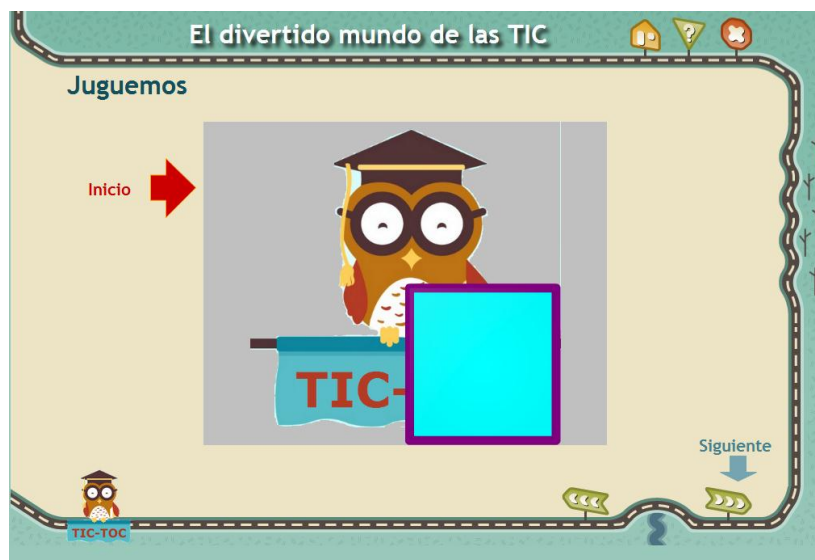 El divertido mundo de las TIC
?
Juguemos
Inicio
TIC-
Siguiente
TIC-TOC